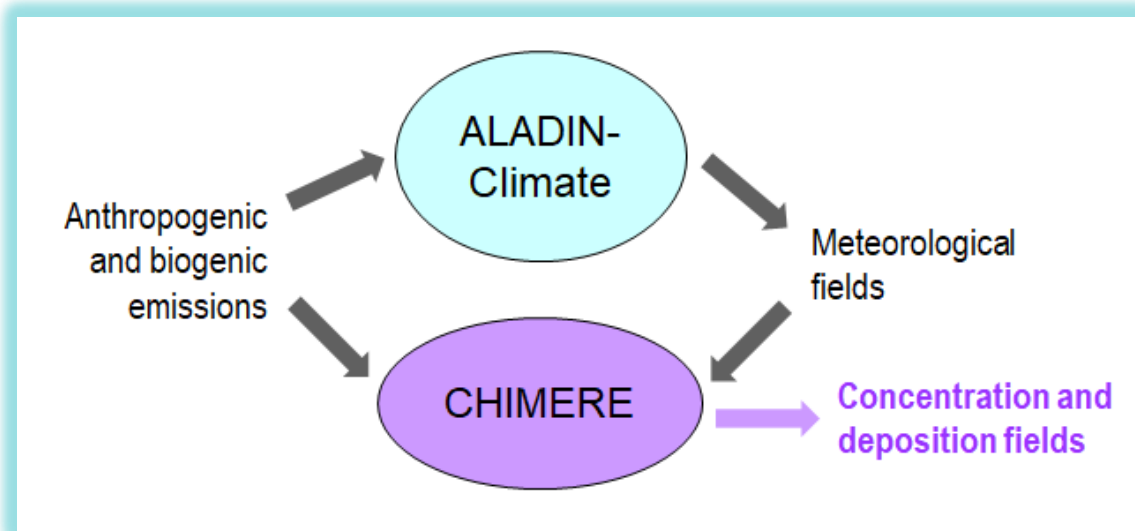 ALADIN-
Climate
Anthropogenic
and biogenic
emissions
Meteorological
fields
CHIMERE
Concentration and
deposition fields